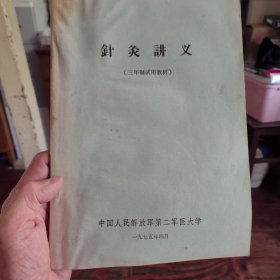 針灸講义
（三年制试用教材）
中国人民解放軍第二军医大学
一九七五年四月